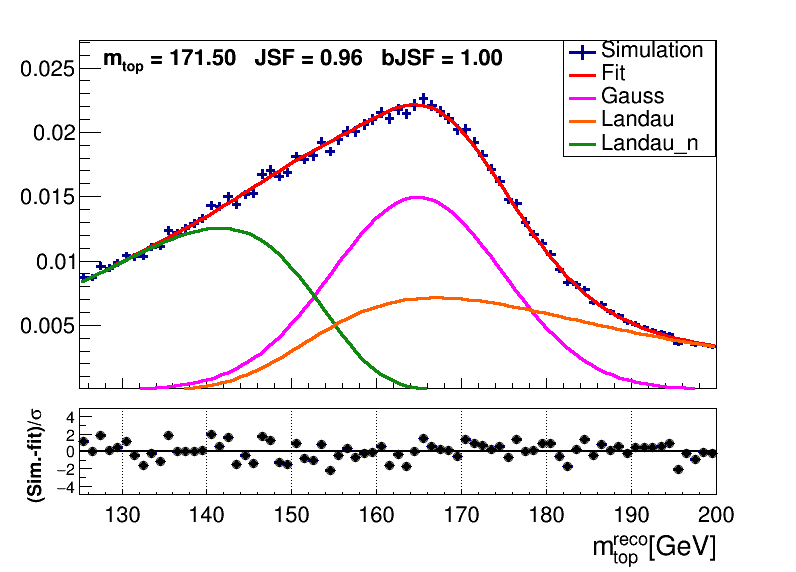 m_top = 171.50 JSF = 0.96 bJSF = 1.00
Simulation
Fit
Gauss
Landau
Landau_n
0.025
0.02
0.015
0.01
0.005
(Sim.-fit)/σ
4
2
0
−2
−4
130 140 150 160 170 180 190 200
m_top^reco[GeV]